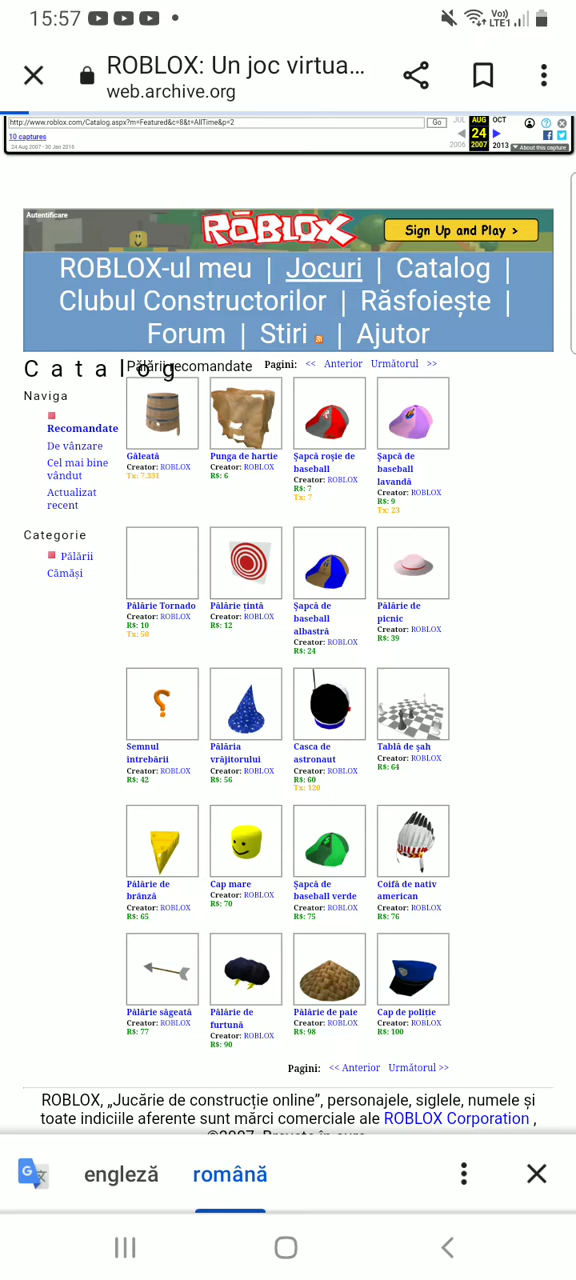 15:57
Vo))
LTE1
ROBLOX: Un joc virtua...
web.archive.org
http://www.roblox.com/Catalog.aspx?m=Featured&c=8&t=AllTime&p=2
Go
JUL AUG OCT
10 captures
24
24 Aug 2007 - 30 Jan 2016
2006 2007 2013
About this capture
Autentificare
ROBLOX
Sign Up and Play >
ROBLOX-ul meu | Jocuri | Catalog |
Clubul Constructorilor | Răsfoiește |
Forum | Stiri | Ajutor
Catalog
Pălării recomandate
Pagini: << Anterior Următorul >>
Naviga
Recomandate
De vânzare
Cel mai bine
vândut
Actualizat
recent
Categorie
Pălării
Cămăși
Găleată
Creator: ROBLOX
Tx: 7.331
Punga de hartie
Creator: ROBLOX
R$: 6
Șapcă roșie de
baseball
Creator: ROBLOX
R$: 7
Tx: 7
Șapcă de
baseball
lavandă
Creator: ROBLOX
R$: 9
Tx: 23
Pălărie Tornado
Creator: ROBLOX
R$: 10
Tx: 50
Pălărie țintă
Creator: ROBLOX
R$: 12
Șapcă de
baseball
albastră
Creator: ROBLOX
R$: 24
Pălărie de
picnic
Creator: ROBLOX
R$: 39
Semnul
întrebării
Creator: ROBLOX
R$: 42
Pălăria
vrăjitorului
Creator: ROBLOX
R$: 56
Casca de
astronaut
Creator: ROBLOX
R$: 60
Tx: 120
Tablă de șah
Creator: ROBLOX
R$: 64
Pălărie de
brânză
Creator: ROBLOX
R$: 65
Cap mare
Creator: ROBLOX
R$: 70
Șapcă de
baseball verde
Creator: ROBLOX
R$: 75
Coifă de nativ
american
Creator: ROBLOX
R$: 76
Pălărie săgeată
Creator: ROBLOX
R$: 77
Pălărie de
furtună
Creator: ROBLOX
R$: 90
Pălărie de paie
Creator: ROBLOX
R$: 98
Cap de poliție
Creator: ROBLOX
R$: 100
Pagini: << Anterior Următorul >>
ROBLOX, „Jucărie de construcție online”, personajele, siglele, numele și
toate indiciile aferente sunt mărci comerciale ale ROBLOX Corporation ,
engleză română